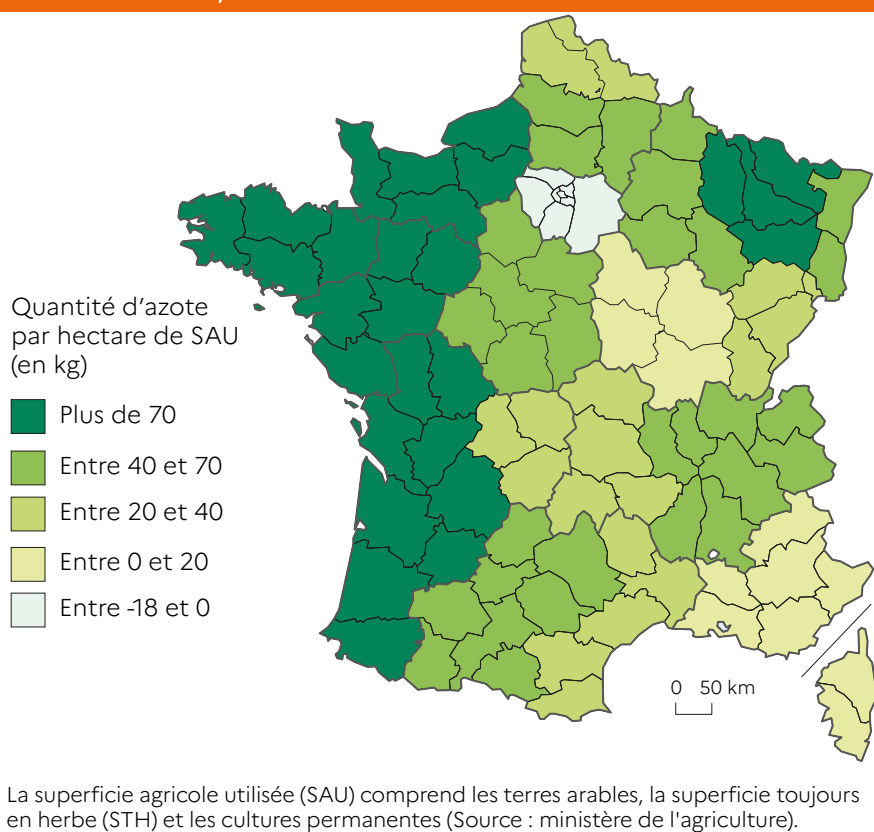 Quantité d'azote
par hectare de SAU
(en kg)
Plus de 70
Entre 40 et 70
Entre 20 et 40
Entre 0 et 20
Entre -18 et 0
0 50 km
La superficie agricole utilisée (SAU) comprend les terres arables, la superficie toujours
en herbe (STH) et les cultures permanentes (Source : ministère de l'agriculture).